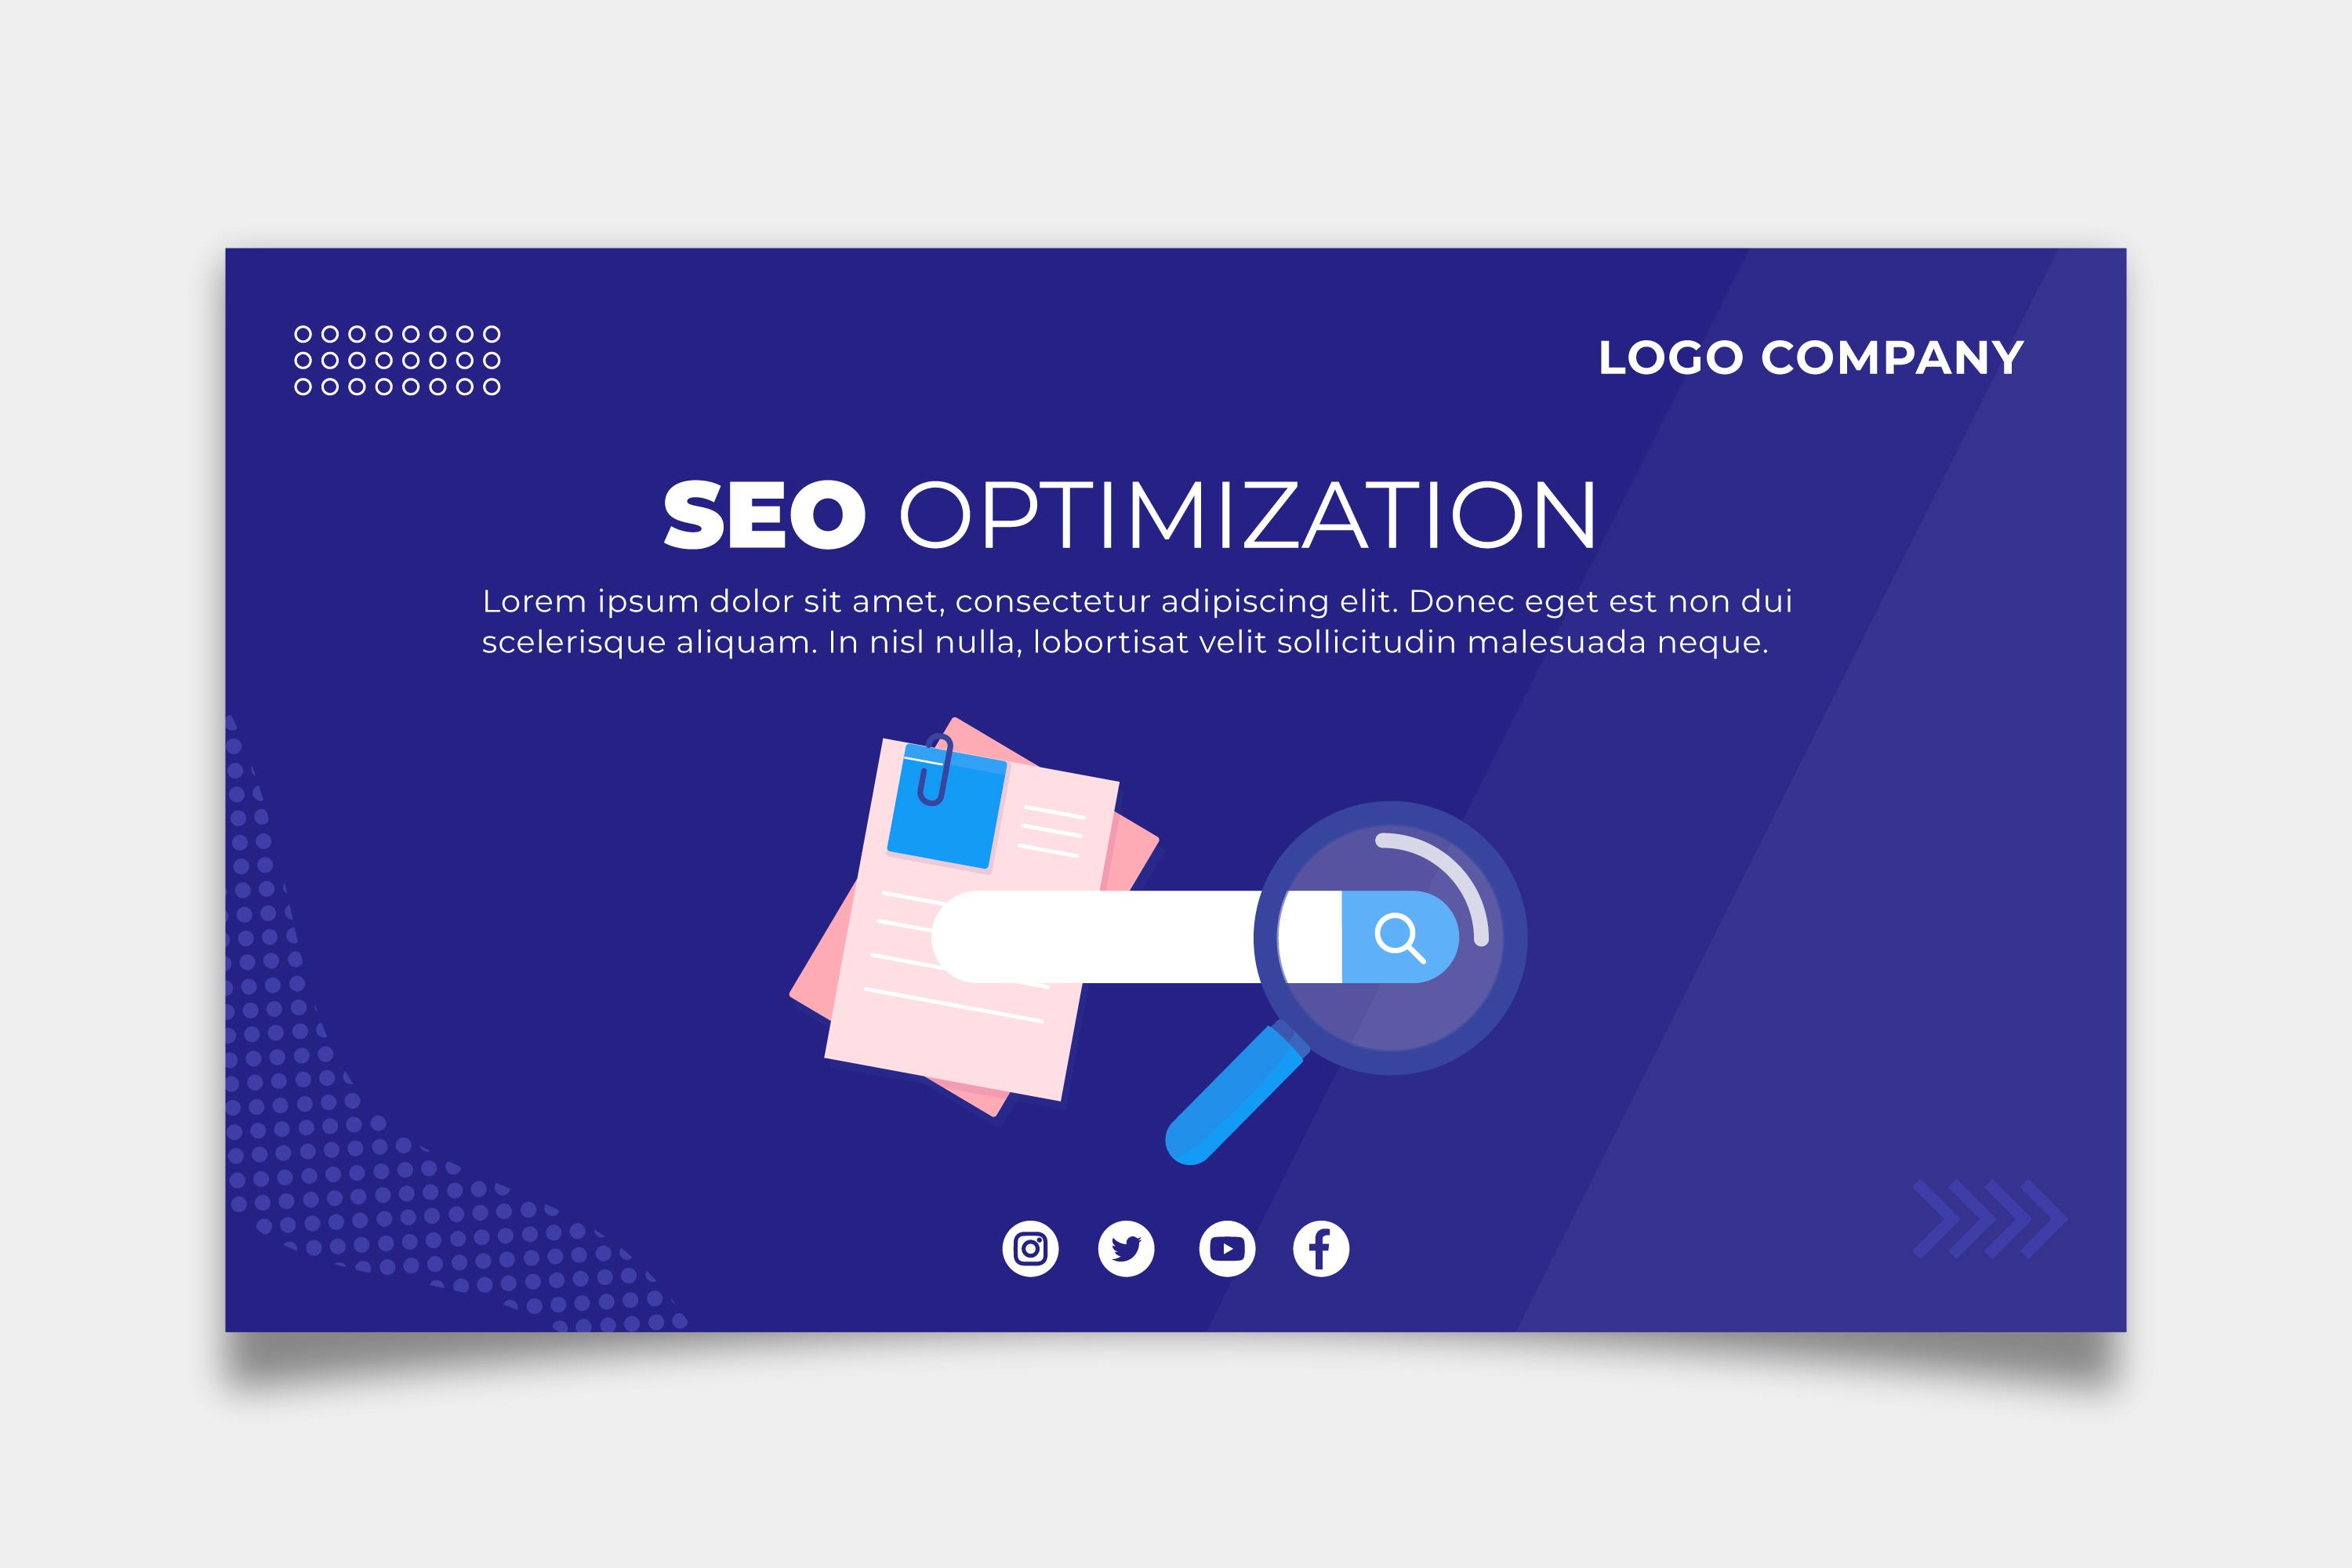 LOGO COMPANY
SEO OPTIMIZATION
Lorem ipsum dolor sit amet, consectetur adipiscing elit. Donec eget est non dui
scelerisque aliquam. In nisl nulla, lobortisat velit sollicitudin malesuada neque.